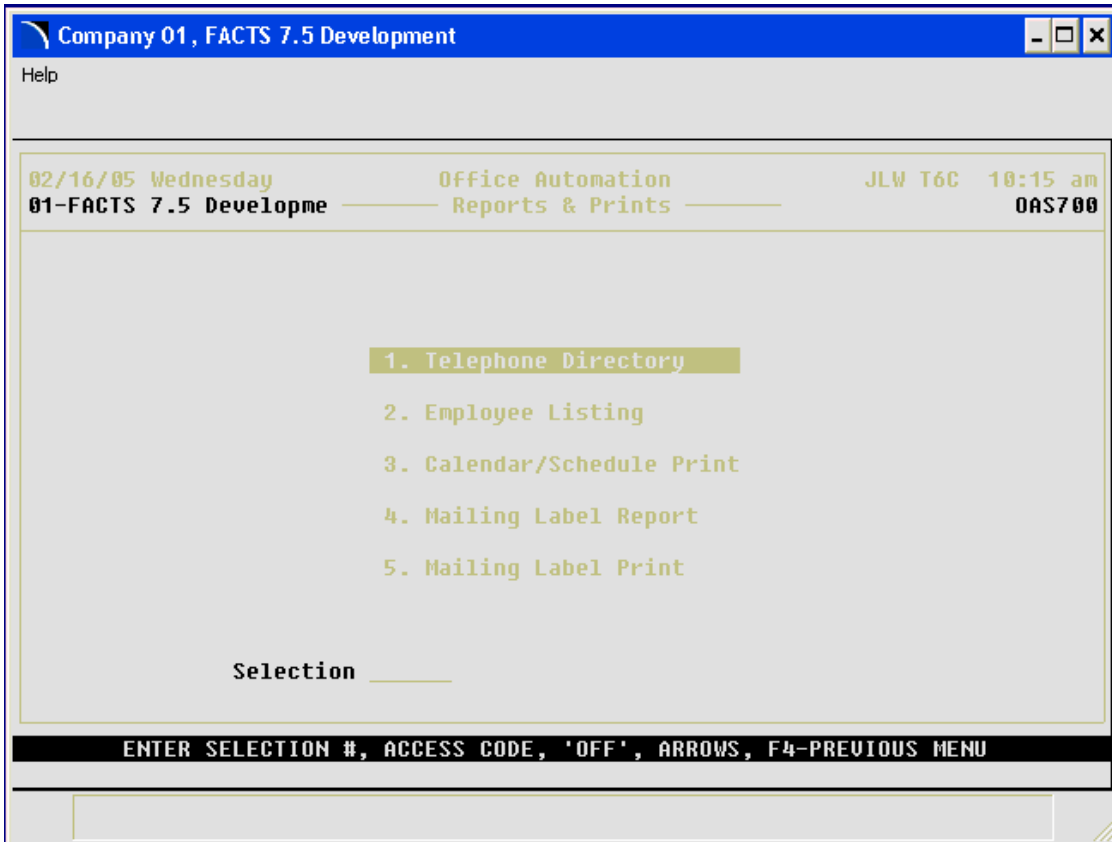 Company 01, FACTS 7.5 Development
Help
02/16/05 Wednesday Office Automation JLW T6C 10:15 am
01-FACTS 7.5 Developme Reports & Prints OAS700
1. Telephone Directory
2. Employee Listing
3. Calendar/Schedule Print
4. Mailing Label Report
5. Mailing Label Print
Selection
ENTER SELECTION #, ACCESS CODE, 'OFF', ARROWS, F4-PREVIOUS MENU